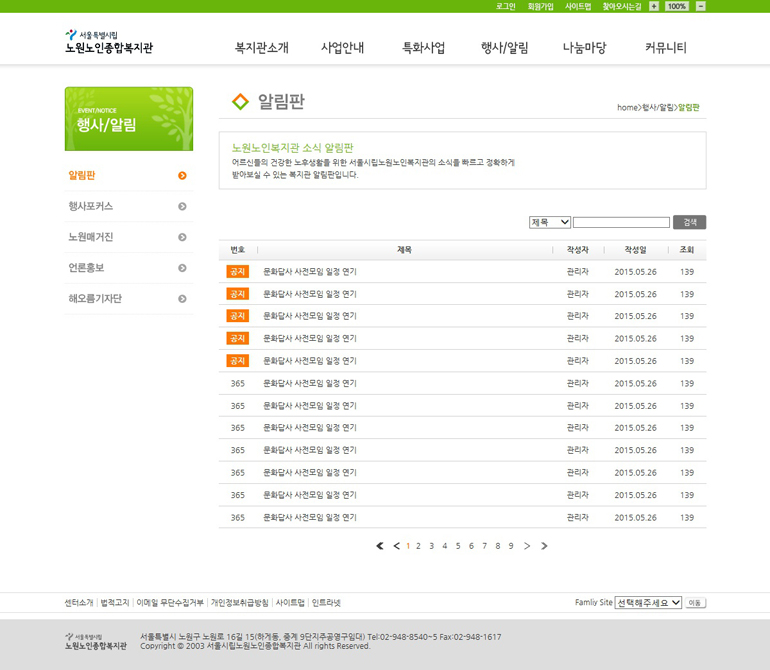 로그인 회원가입 사이트맵 찾아오시는길 + 100% -
서울특별시립
노원노인종합복지관
복지관소개 사업안내 특화사업 행사/알림 나눔마당 커뮤니티
EVENT/NOTICE
행사/알림
알림판
행사포커스
노원매거진
언론홍보
해오름기자단
알림판
home>행사/알림>알림판
노원노인복지관 소식 알림판
어르신들의 건강한 노후생활을 위한 서울시립노원노인복지관의 소식을 빠르고 정확하게
받아보실 수 있는 복지관 알림판입니다.
제목 검색
번호 제목 작성자 작성일 조회
공지 문화답사 사전모임 일정 연기 관리자 2015.05.26 139
공지 문화답사 사전모임 일정 연기 관리자 2015.05.26 139
공지 문화답사 사전모임 일정 연기 관리자 2015.05.26 139
공지 문화답사 사전모임 일정 연기 관리자 2015.05.26 139
공지 문화답사 사전모임 일정 연기 관리자 2015.05.26 139
365 문화답사 사전모임 일정 연기 관리자 2015.05.26 139
365 문화답사 사전모임 일정 연기 관리자 2015.05.26 139
365 문화답사 사전모임 일정 연기 관리자 2015.05.26 139
365 문화답사 사전모임 일정 연기 관리자 2015.05.26 139
365 문화답사 사전모임 일정 연기 관리자 2015.05.26 139
365 문화답사 사전모임 일정 연기 관리자 2015.05.26 139
365 문화답사 사전모임 일정 연기 관리자 2015.05.26 139
1 2 3 4 5 6 7 8 9
센터소개 법적고지 이메일 무단수집거부 개인정보취급방침 사이트맵 인트라넷
Famliy Site 선택해주세요 이동
서울특별시립
노원노인종합복지관
서울특별시 노원구 노원로 16길 15(하계동, 중계 9단지주공영구임대) Tel:02-948-8540~5 Fax:02-948-1617
Copyright © 2003 서울시립노원노인종합복지관 All rights Reserved.